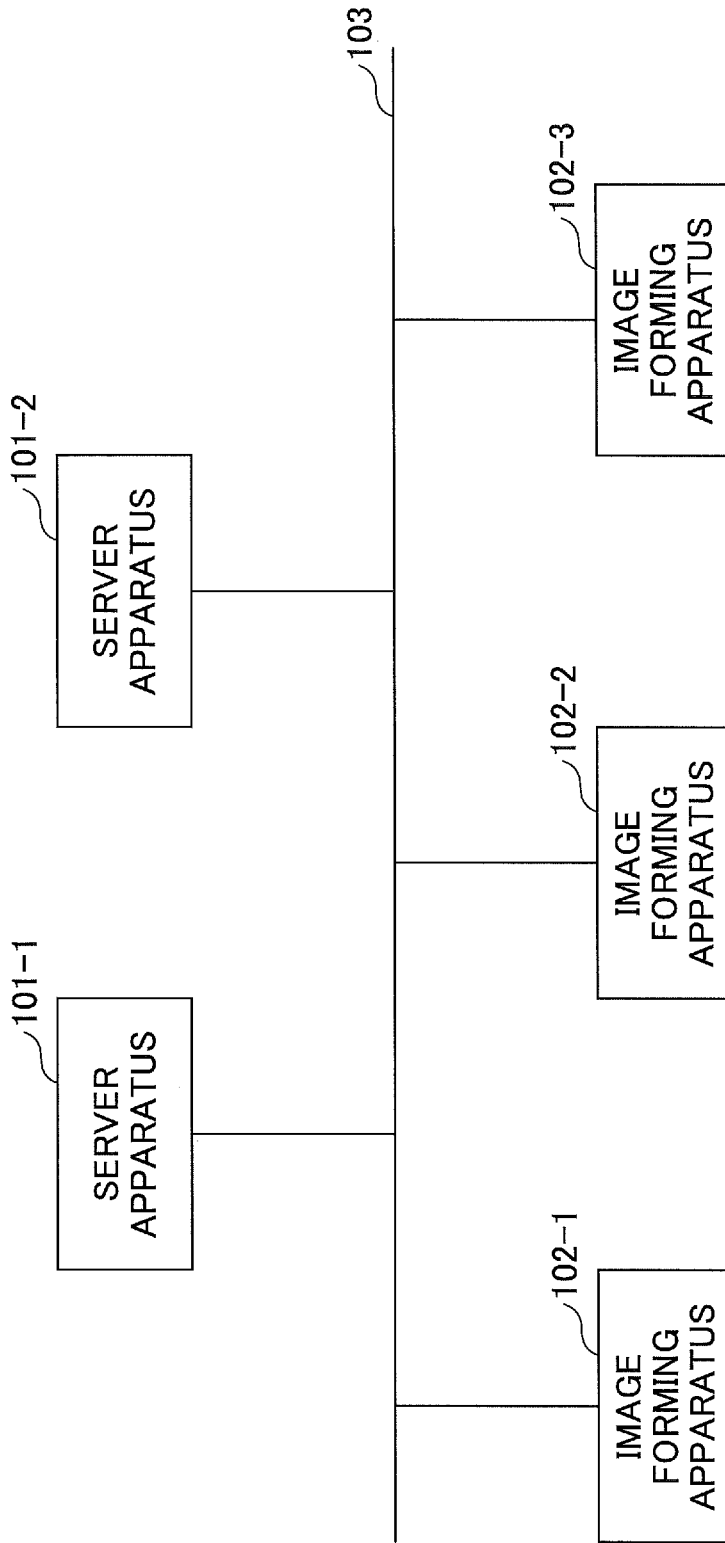 101-1
SERVER
APPARATUS
101-2
SERVER
APPARATUS
103
102-1
IMAGE
FORMING
APPARATUS
102-2
IMAGE
FORMING
APPARATUS
102-3
IMAGE
FORMING
APPARATUS